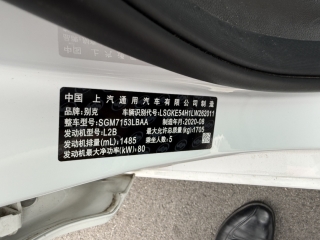 中国 上汽通用汽车有限公司制造
品牌：别克 车辆识别代号：LSGKE54H1LW262011
整车型号：SGM7153LBAA 制造年月：2020-08
发动机型号：L2B 最大允许总质量(kg)：1705
发动机排量(mL)：1485 乘坐人数：5
发动机最大净功率(kW)：80